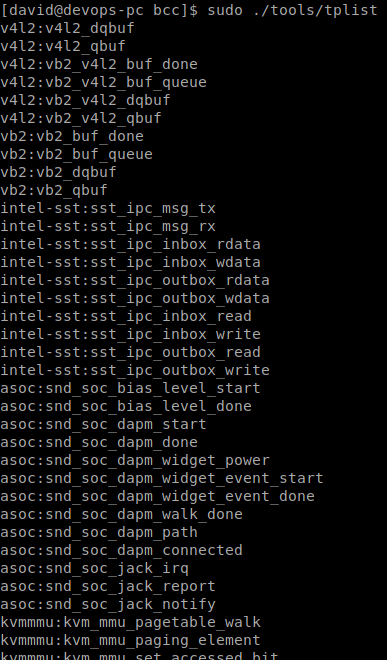 [david@devops-pc bcc]$ sudo ./tools/tplist
v4l2:v4l2_dqbuf
v4l2:v4l2_qbuf
v4l2:vb2_v4l2_buf_done
v4l2:vb2_v4l2_buf_queue
v4l2:vb2_v4l2_dqbuf
v4l2:vb2_v4l2_qbuf
vb2:vb2_buf_done
vb2:vb2_buf_queue
vb2:vb2_dqbuf
vb2:vb2_qbuf
intel-sst:sst_ipc_msg_tx
intel-sst:sst_ipc_msg_rx
intel-sst:sst_ipc_inbox_rdata
intel-sst:sst_ipc_inbox_wdata
intel-sst:sst_ipc_outbox_rdata
intel-sst:sst_ipc_outbox_wdata
intel-sst:sst_ipc_inbox_read
intel-sst:sst_ipc_inbox_write
intel-sst:sst_ipc_outbox_read
intel-sst:sst_ipc_outbox_write
asoc:snd_soc_bias_level_start
asoc:snd_soc_bias_level_done
asoc:snd_soc_dapm_start
asoc:snd_soc_dapm_done
asoc:snd_soc_dapm_widget_power
asoc:snd_soc_dapm_widget_event_start
asoc:snd_soc_dapm_widget_event_done
asoc:snd_soc_dapm_walk_done
asoc:snd_soc_dapm_path
asoc:snd_soc_dapm_connected
asoc:snd_soc_jack_irq
asoc:snd_soc_jack_report
asoc:snd_soc_jack_notify
kvmmmu:kvm_mmu_pagetable_walk
kvmmmu:kvm_mmu_paging_element
kvmmmu:kvm_mmu_set_accessed_bit